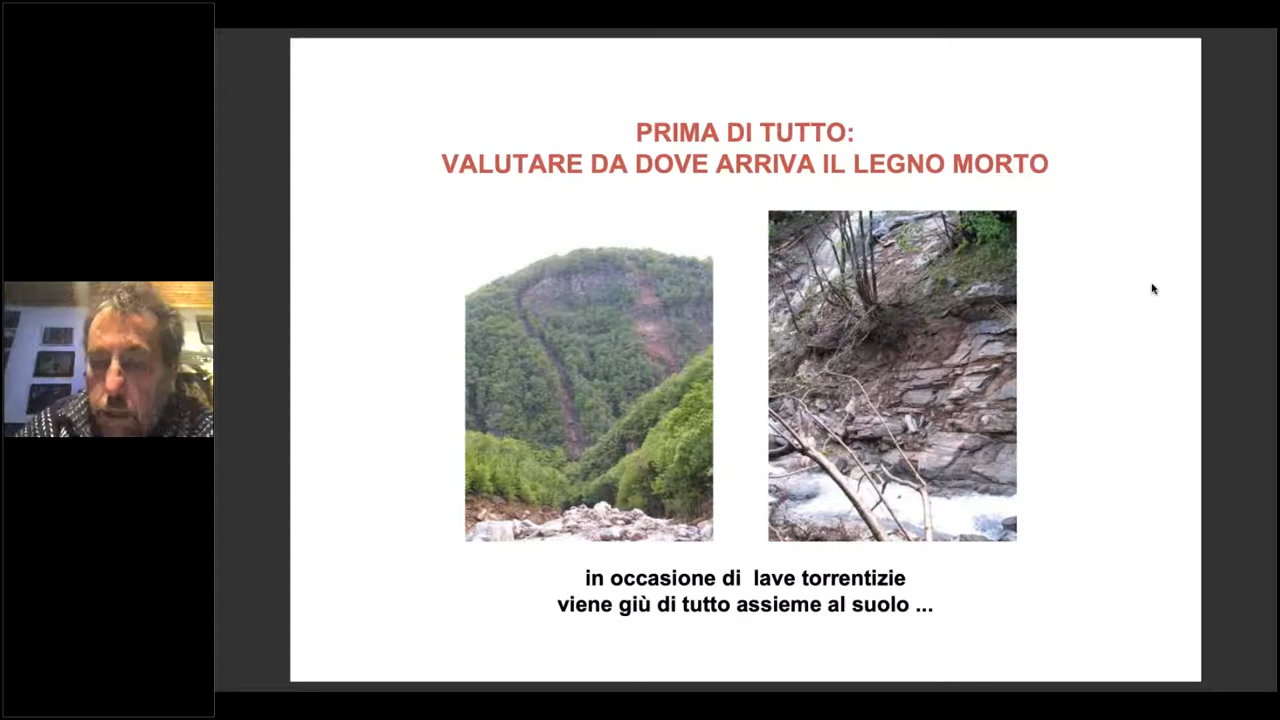 PRIMA DI TUTTO:
VALUTARE DA DOVE ARRIVA IL LEGNO MORTO
in occasione di  lave torrentizie
viene giù di tutto assieme al suolo ...